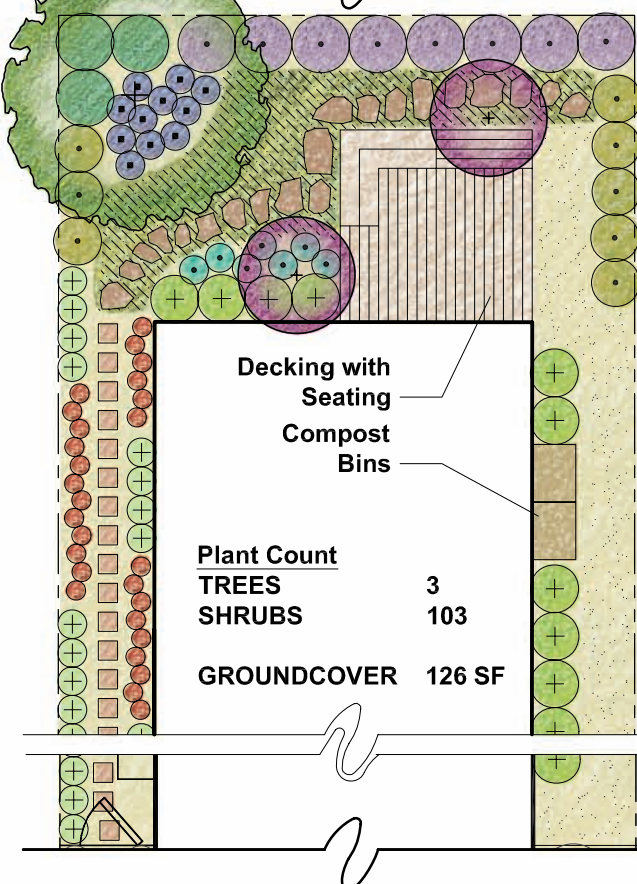 Decking with
Seating
Compost
Bins
Plant Count
TREES 3
SHRUBS 103
GROUNDCOVER 126 SF